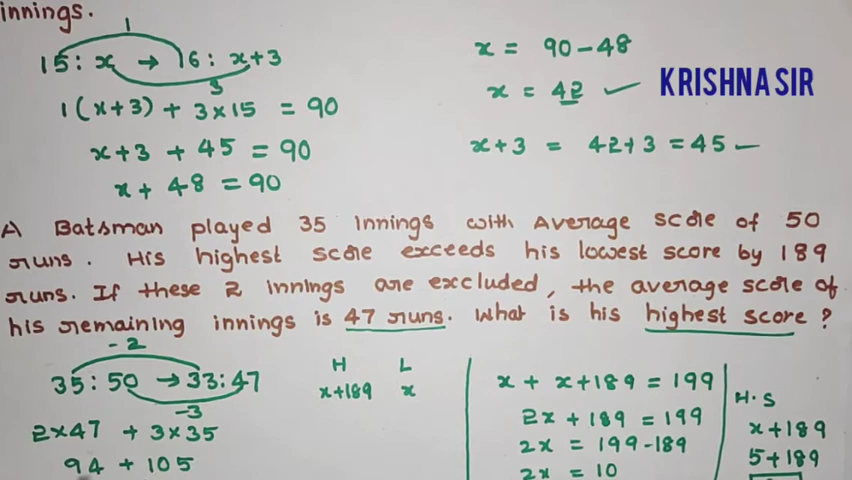 innings.
1
15 : x → 16 : x+3
3
1(x+3) + 3×15 = 90
x+3 + 45 = 90
x + 48 = 90
x = 90 - 48
x = 42 ✓
KRISHNA SIR
x+3 = 42+3 = 45
A Batsman played 35 innings with Average score of 50
runs. His highest score exceeds his lowest score by 189
runs. If these 2 innings are excluded, the average score of
his remaining innings is 47 runs. What is his highest score?
-2
35 : 50 → 33 : 47
-3
2×47 + 3×35
94 + 105
H L
x+189 x
x + x+189 = 199
2x + 189 = 199
2x = 199 - 189
2x = 10
H.S
x+189
5+189